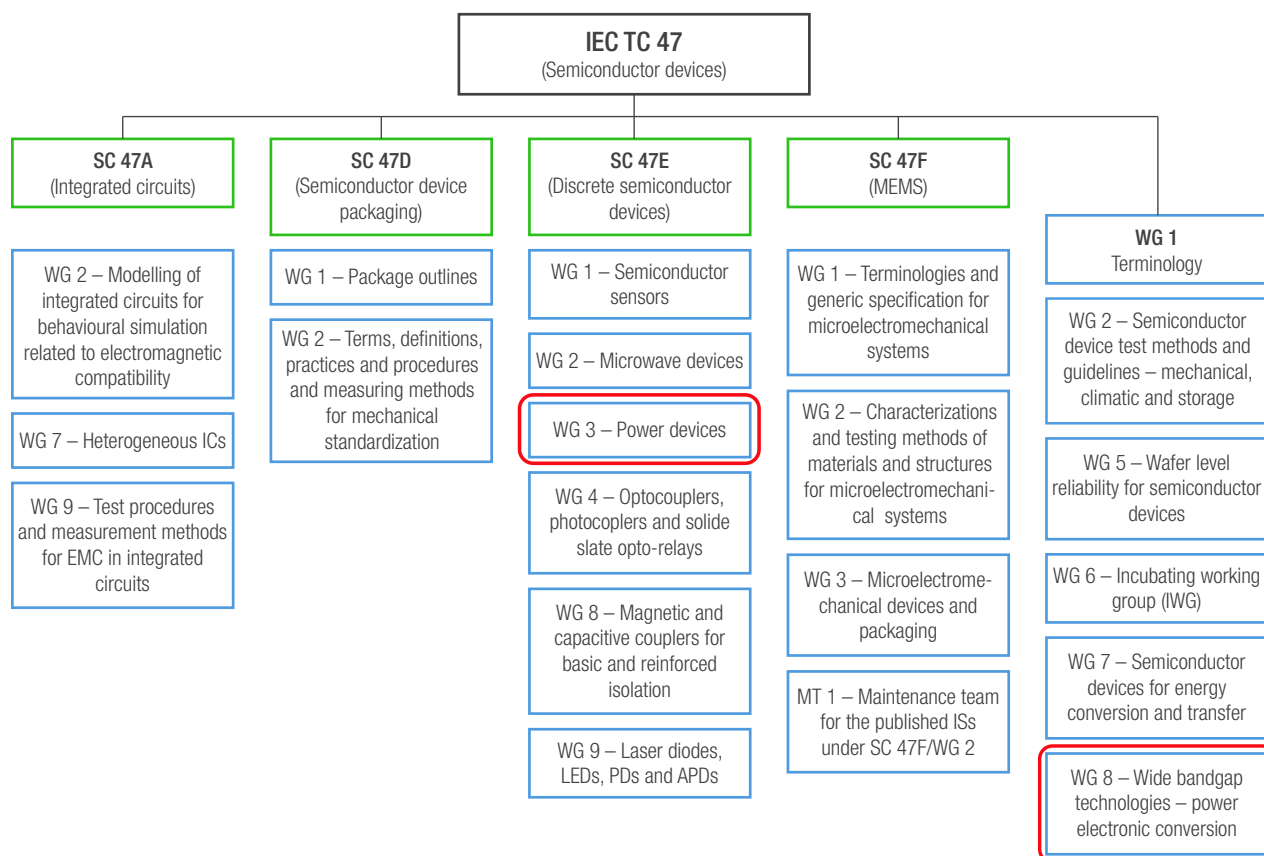 IEC TC 47
(Semiconductor devices)
SC 47A
(Integrated circuits)
WG 2 – Modelling of
integrated circuits for
behavioural simulation
related to electromagnetic
compatibility
WG 7 – Heterogeneous ICs
WG 9 – Test procedures
and measurement methods
for EMC in integrated
circuits
SC 47D
(Semiconductor device
packaging)
WG 1 – Package outlines
WG 2 – Terms, definitions,
practices and procedures
and measuring methods
for mechanical
standardization
SC 47E
(Discrete semiconductor
devices)
WG 1 – Semiconductor
sensors
WG 2 – Microwave devices
WG 3 – Power devices
WG 4 – Optocouplers,
photocoplers and solide
slate opto-relays
WG 8 – Magnetic and
capacitive couplers for
basic and reinforced
isolation
WG 9 – Laser diodes,
LEDs, PDs and APDs
SC 47F
(MEMS)
WG 1 – Terminologies and
generic specification for
microelectromechanical
systems
WG 2 – Characterizations
and testing methods of
materials and structures
for microelectromechani-
cal systems
WG 3 – Microelectrome-
chanical devices and
packaging
MT 1 – Maintenance team
for the published ISs
under SC 47F/WG 2
WG 1
Terminology
WG 2 – Semiconductor
device test methods and
guidelines – mechanical,
climatic and storage
WG 5 – Wafer level
reliability for semiconductor
devices
WG 6 – Incubating working
group (IWG)
WG 7 – Semiconductor
devices for energy
conversion and transfer
WG 8 – Wide bandgap
technologies – power
electronic conversion